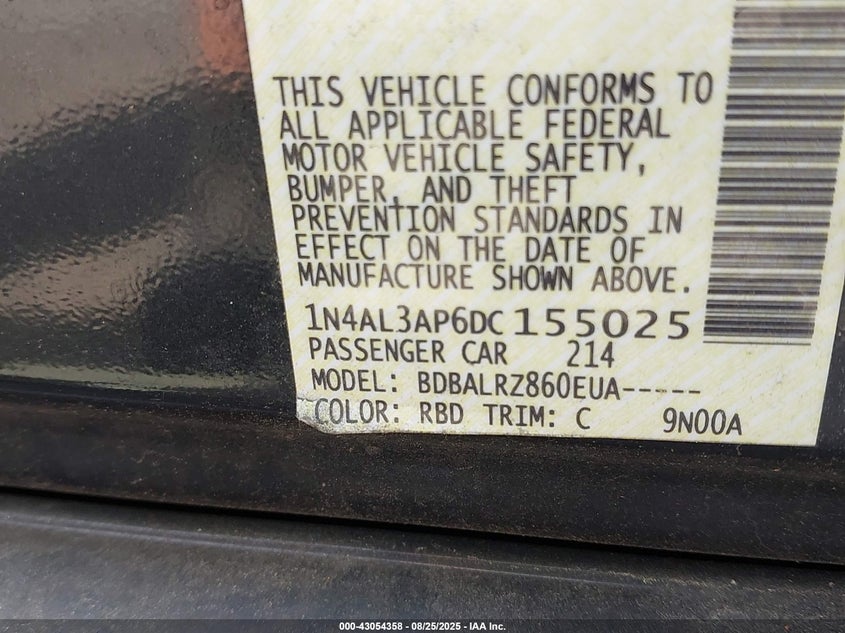 THIS VEHICLE CONFORMS TO
ALL APPLICABLE FEDERAL
MOTOR VEHICLE SAFETY,
BUMPER, AND THEFT
PREVENTION STANDARDS IN
EFFECT ON THE DATE OF
MANUFACTURE SHOWN ABOVE.
1N4AL3AP6DC155025
PASSENGER CAR 214
MODEL: BDBALRZ860EUA-----
COLOR: RBD TRIM: C 9N00A
000-43054358 - 08/25/2025 - IAA Inc.